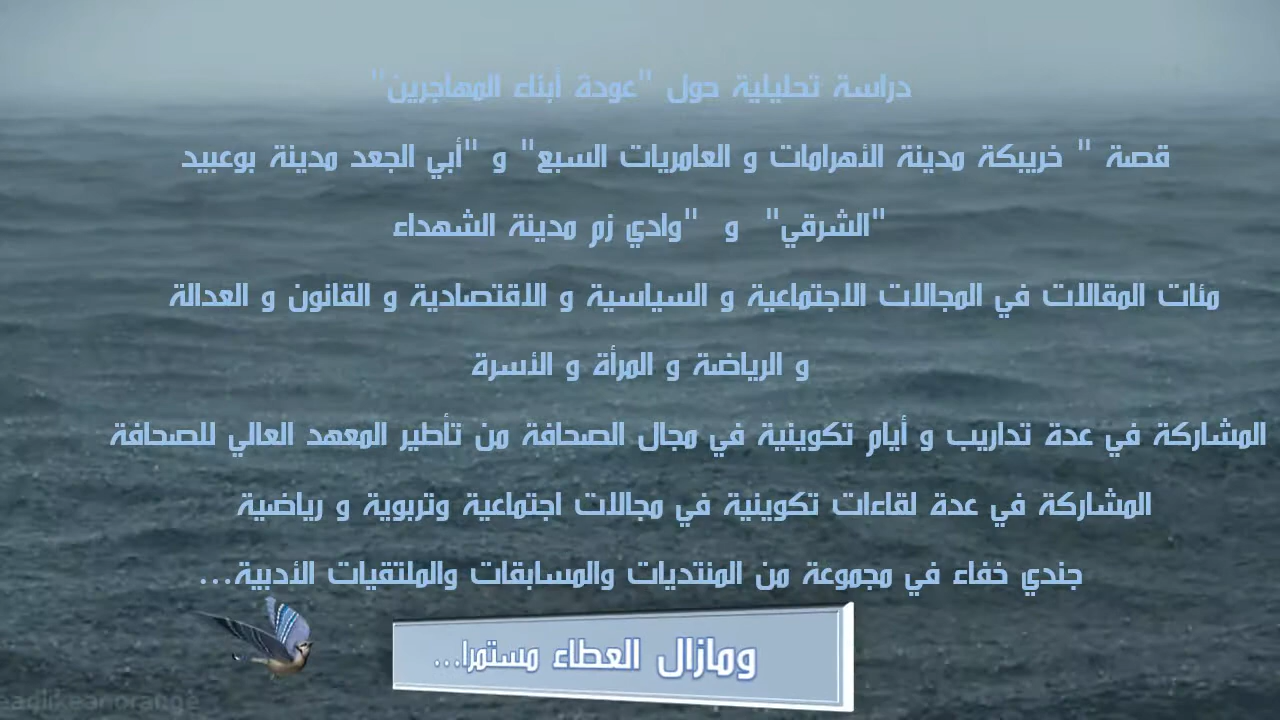 دراسة تحليلية حول "عودة أبناء المهاجرين"
قصة " خريبكة مدينة الأهرامات و العامريات السبع" و "أبي الجعد مدينة بوعبيد
"الشرقي" و "وادي زم مدينة الشهداء
مئات المقالات في المجالات الاجتماعية و السياسية و الاقتصادية و القانون و العدالة
و الرياضة و المرأة و الأسرة
المشاركة في عدة تداريب و أيام تكوينية في مجال الصحافة من تأطير المعهد العالي للصحافة
المشاركة في عدة لقاءات تكوينية في مجالات اجتماعية وتربوية و رياضية
جندي خفاء في مجموعة من المنتديات والمسابقات والملتقيات الأدبية...
ومازال العطاء مستمرا...
eadlikeanorange